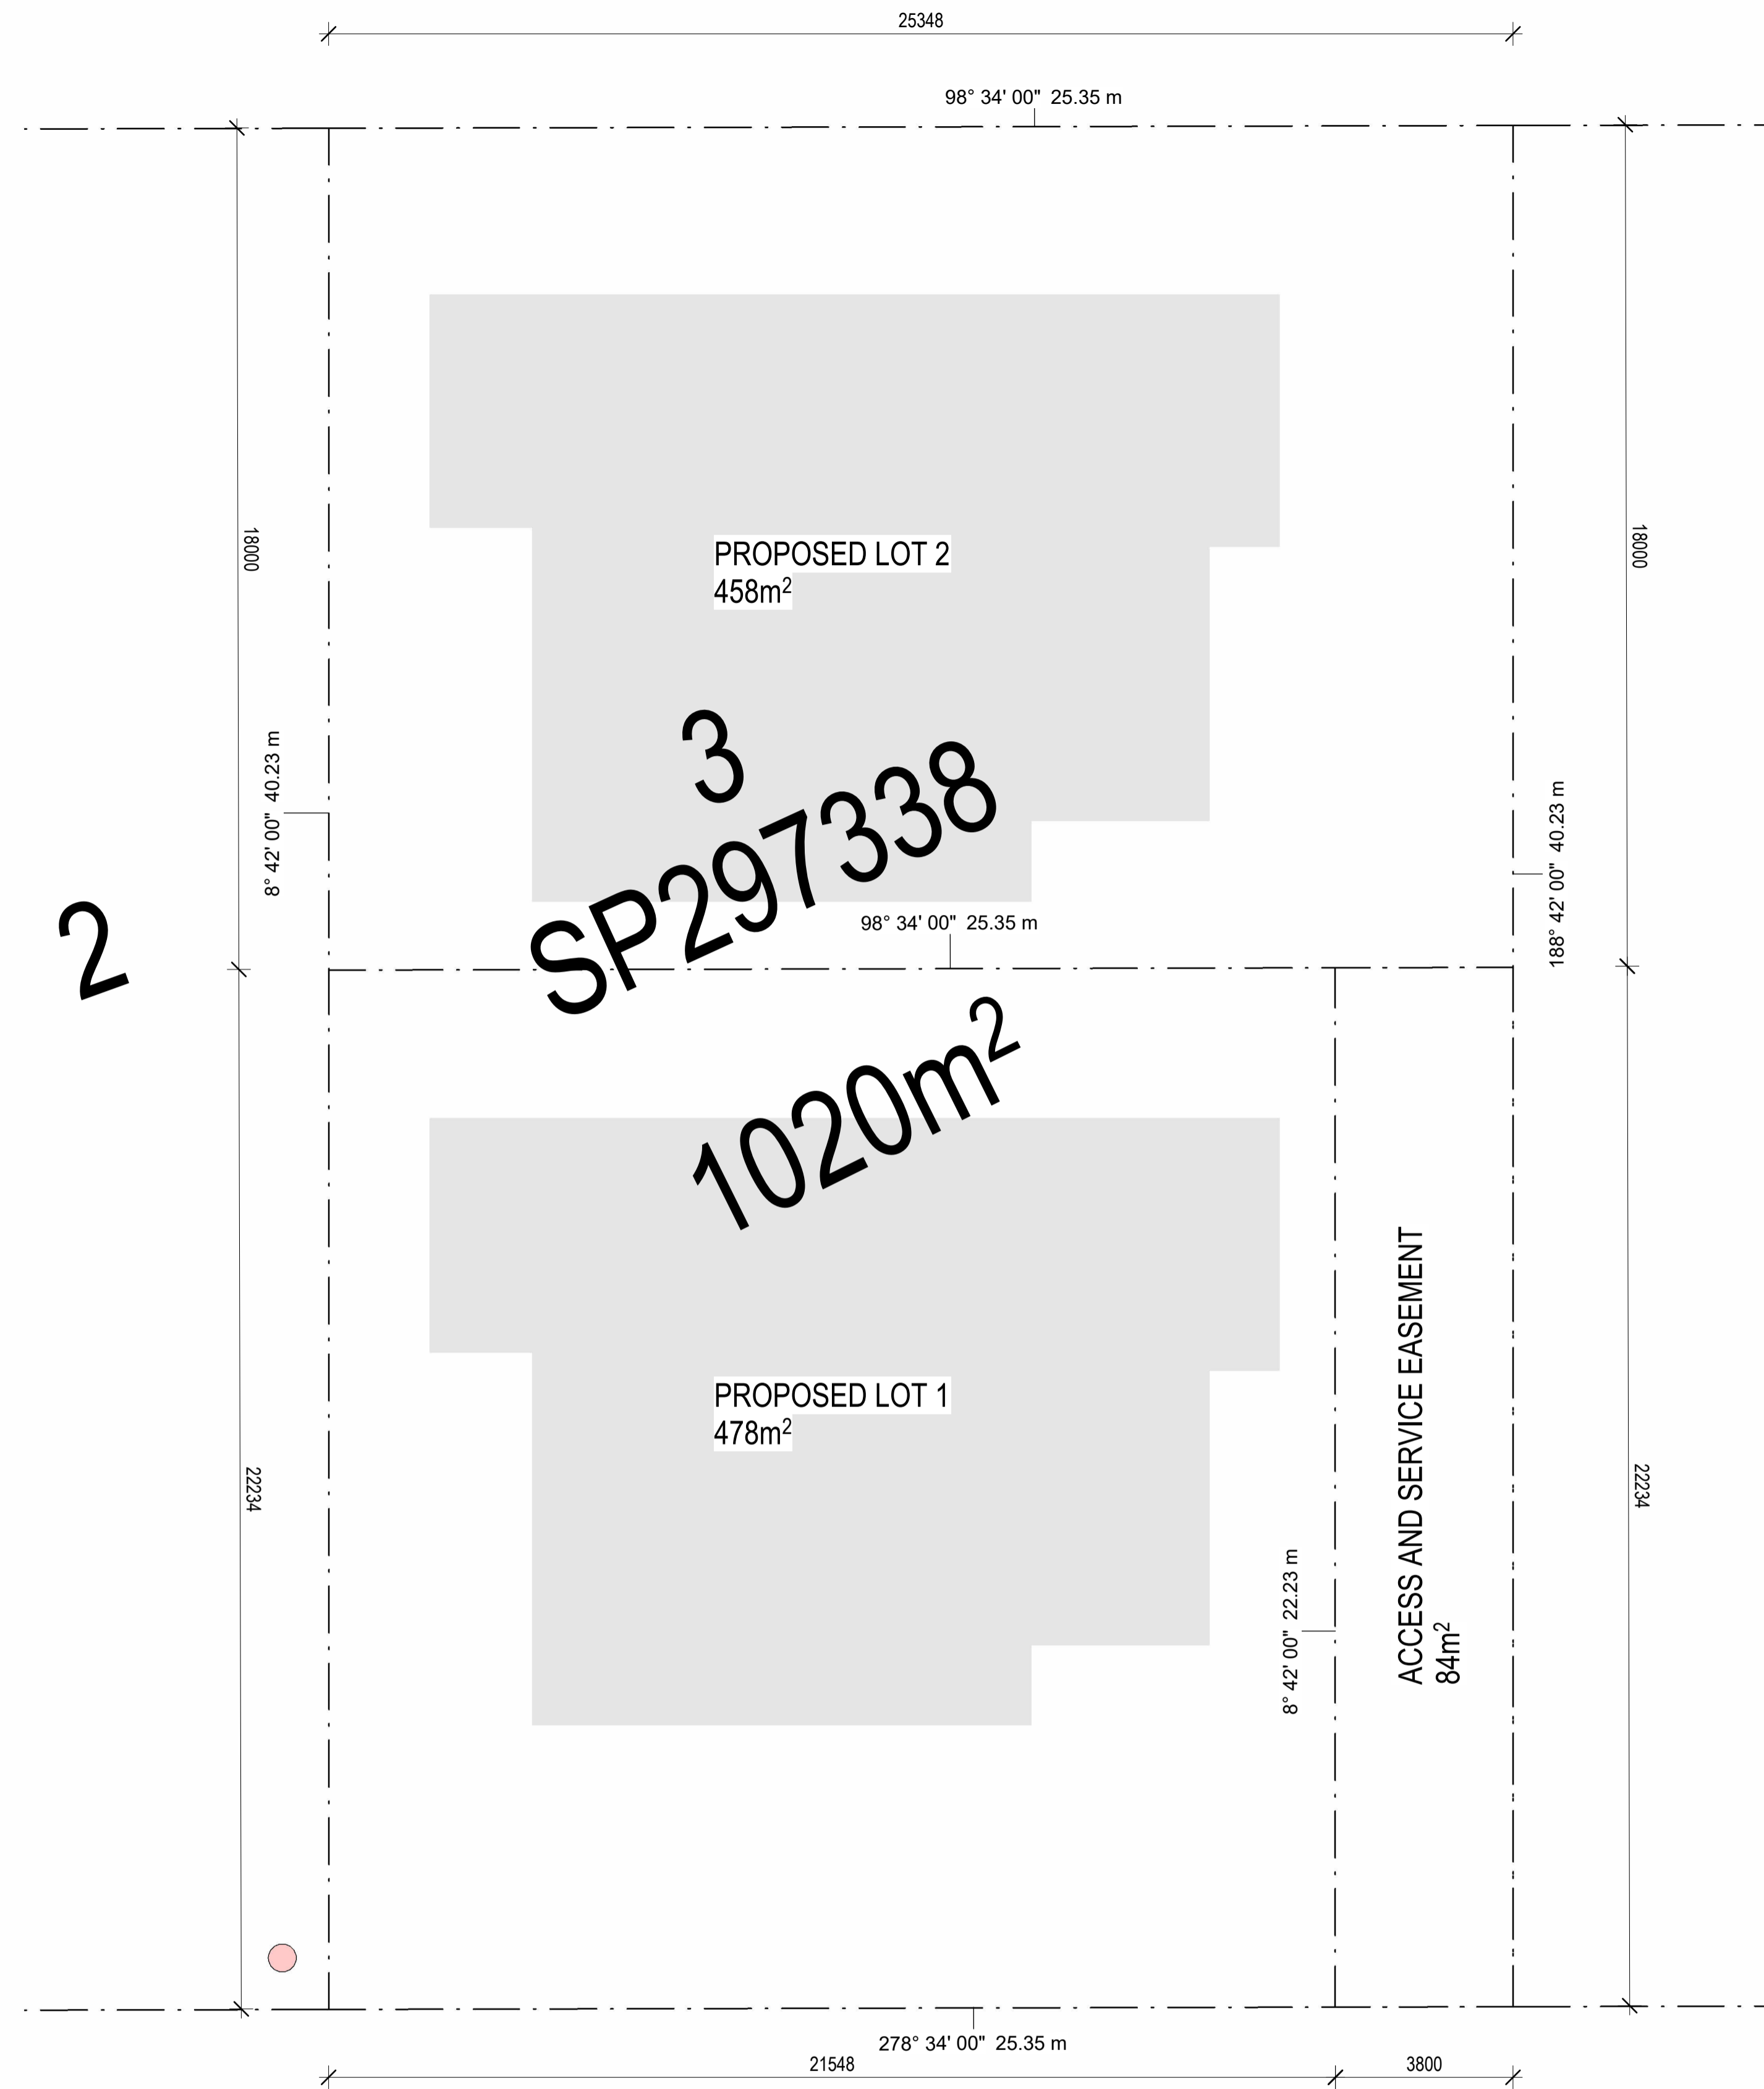 25348
98° 34' 00"  25.35 m
18000
18000
PROPOSED LOT 2
458m²
3
SP297338
8° 42' 00"  40.23 m
188° 42' 00"  40.23 m
2
98° 34' 00"  25.35 m
1020m²
PROPOSED LOT 1
478m²
22234
22234
ACCESS AND SERVICE EASEMENT
84m²
8° 42' 00"  22.23 m
278° 34' 00"  25.35 m
21548
3800